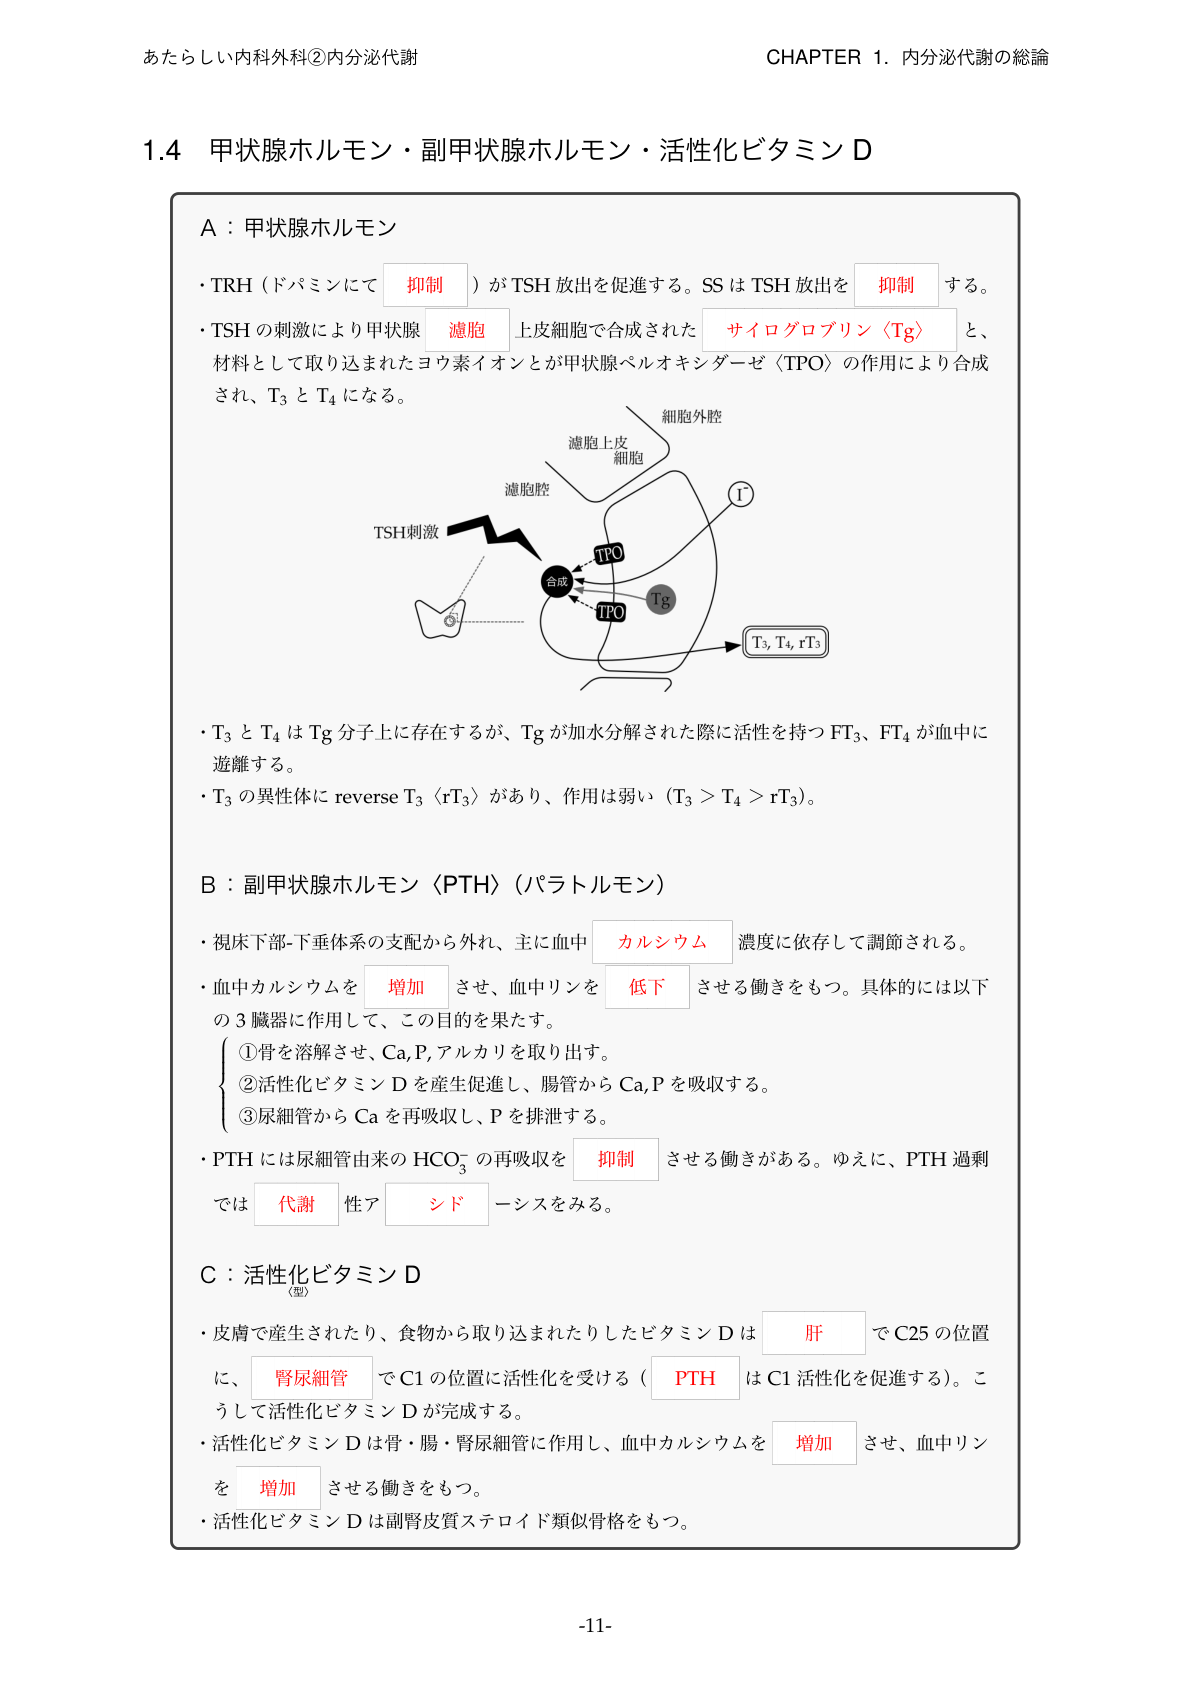 あたらしい内科外科②内分泌代謝
CHAPTER 1. 内分泌代謝の総論
1.4 甲状腺ホルモン・副甲状腺ホルモン・活性化ビタミン D
A：甲状腺ホルモン
・TRH（ドパミンにて 抑制 ）が TSH 放出を促進する。SS は TSH 放出を 抑制 する。
・TSH の刺激により甲状腺 濾胞 上皮細胞で合成された サイログロブリン〈Tg〉 と、
材料として取り込まれたヨウ素イオンとが甲状腺ペルオキシダーゼ〈TPO〉の作用により合成
され、T3 と T4 になる。
細胞外腔
濾胞上皮
細胞
濾胞腔
I-
TSH刺激
TPO
合成
Tg
TPO
T3, T4, rT3
・T3 と T4 は Tg 分子上に存在するが、Tg が加水分解された際に活性を持つ FT3、FT4 が血中に
遊離する。
・T3 の異性体に reverse T3〈rT3〉があり、作用は弱い（T3 ＞ T4 ＞ rT3）。
B：副甲状腺ホルモン〈PTH〉（パラトルモン）
・視床下部-下垂体系の支配から外れ、主に血中 カルシウム 濃度に依存して調節される。
・血中カルシウムを 増加 させ、血中リンを 低下 させる働きをもつ。具体的には以下
の 3 臓器に作用して、この目的を果たす。
①骨を溶解させ、Ca, P, アルカリを取り出す。
②活性化ビタミン D を産生促進し、腸管から Ca, P を吸収する。
③尿細管から Ca を再吸収し、P を排泄する。
・PTH には尿細管由来の HCO3− の再吸収を 抑制 させる働きがある。ゆえに、PTH 過剰
では 代謝 性ア シド ーシスをみる。
C：活性化ビタミン D
〈型〉
・皮膚で産生されたり、食物から取り込まれたりしたビタミン D は 肝 で C25 の位置
に、 腎尿細管 で C1 の位置に活性化を受ける（ PTH は C1 活性化を促進する）。こ
うして活性化ビタミン D が完成する。
・活性化ビタミン D は骨・腸・腎尿細管に作用し、血中カルシウムを 増加 させ、血中リン
を 増加 させる働きをもつ。
・活性化ビタミン D は副腎皮質ステロイド類似骨格をもつ。
-11-